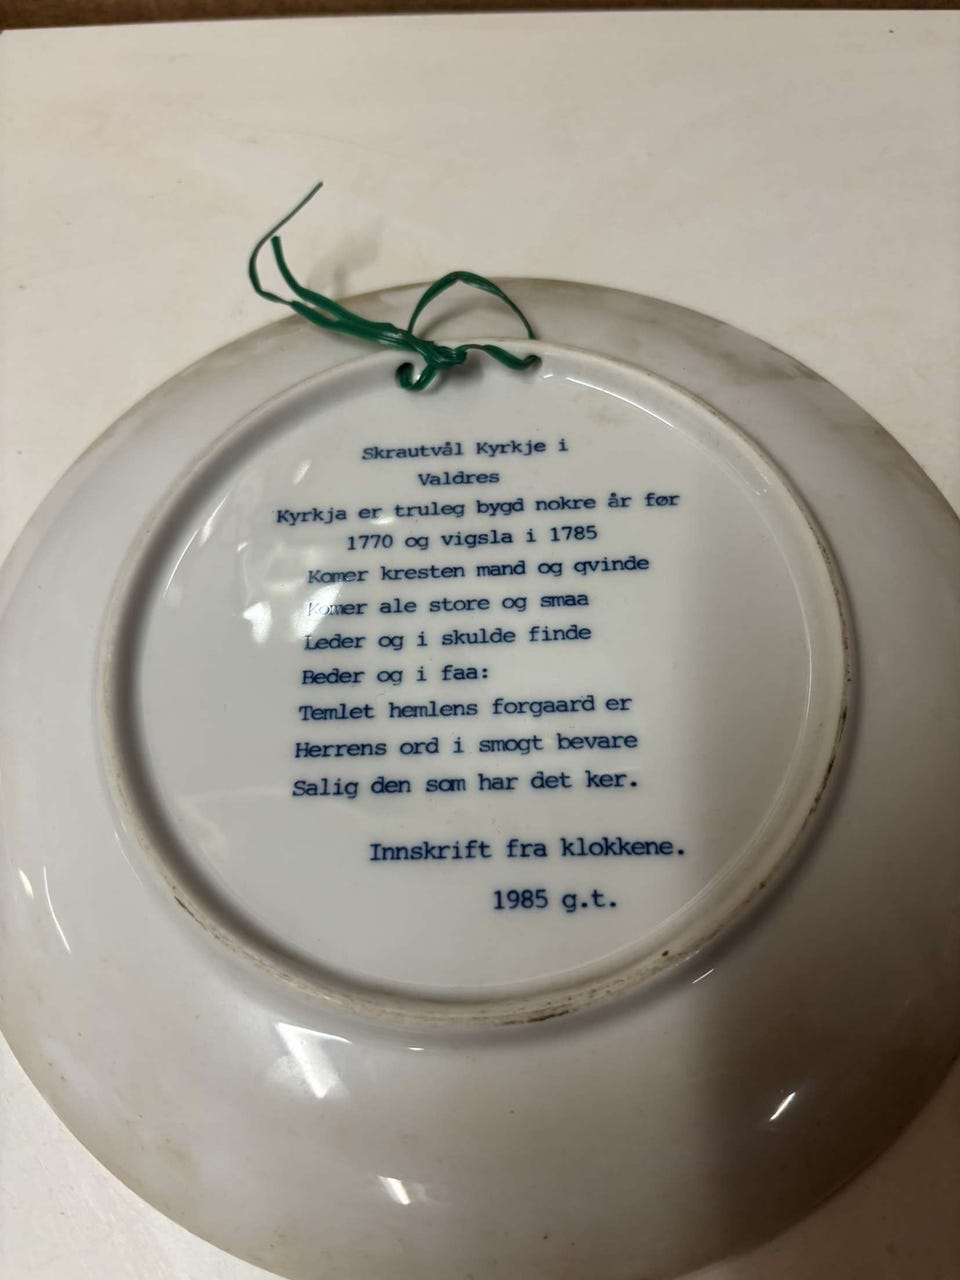 Skrautvål Kyrkje i
Valdres
Kyrkja er truleg bygd nokre år før
1770 og vigsla i 1785
Komer kresten mand og qvinde
Komer ale store og smaa
Leder og i skulde finde
Beder og i faa:
Temlet hemlens forgaard er
Herrens ord i smogt bevare
Salig den som har det ker.
Innskrift fra klokkene.
1985 g.t.